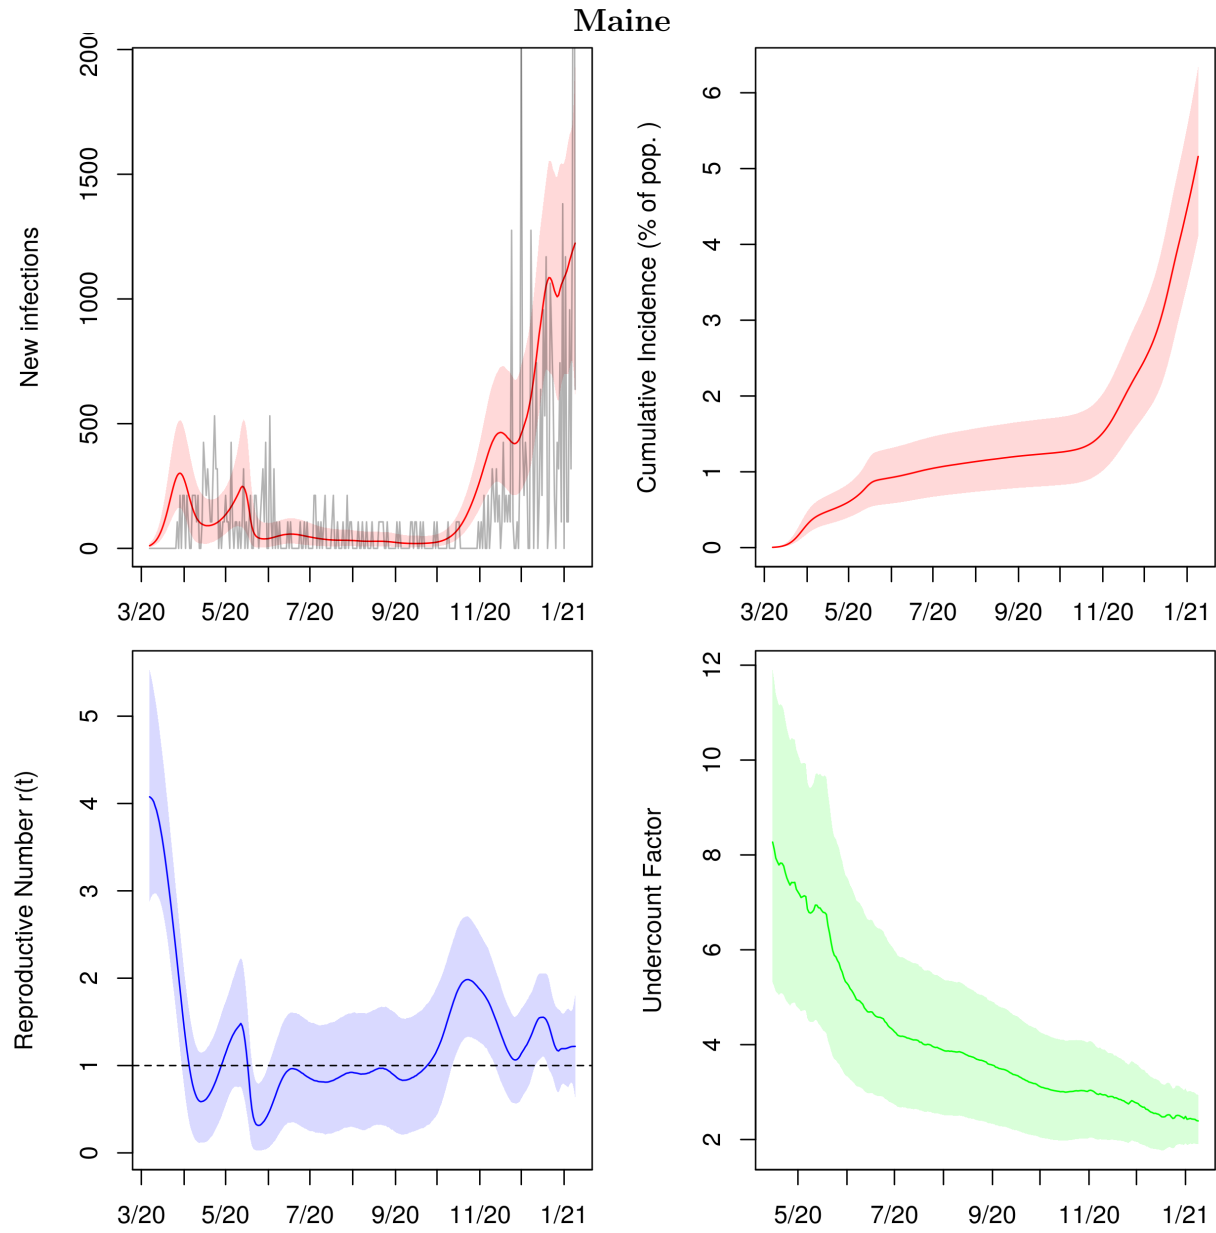 Maine
New infections
0
500
1000
1500
200
3/20 5/20 7/20 9/20 11/20 1/21
Cumulative Incidence (% of pop. )
0
1
2
3
4
5
6
3/20 5/20 7/20 9/20 11/20 1/21
Reproductive Number r(t)
0
1
2
3
4
5
3/20 5/20 7/20 9/20 11/20 1/21
Undercount Factor
2
4
6
8
10
12
5/20 7/20 9/20 11/20 1/21